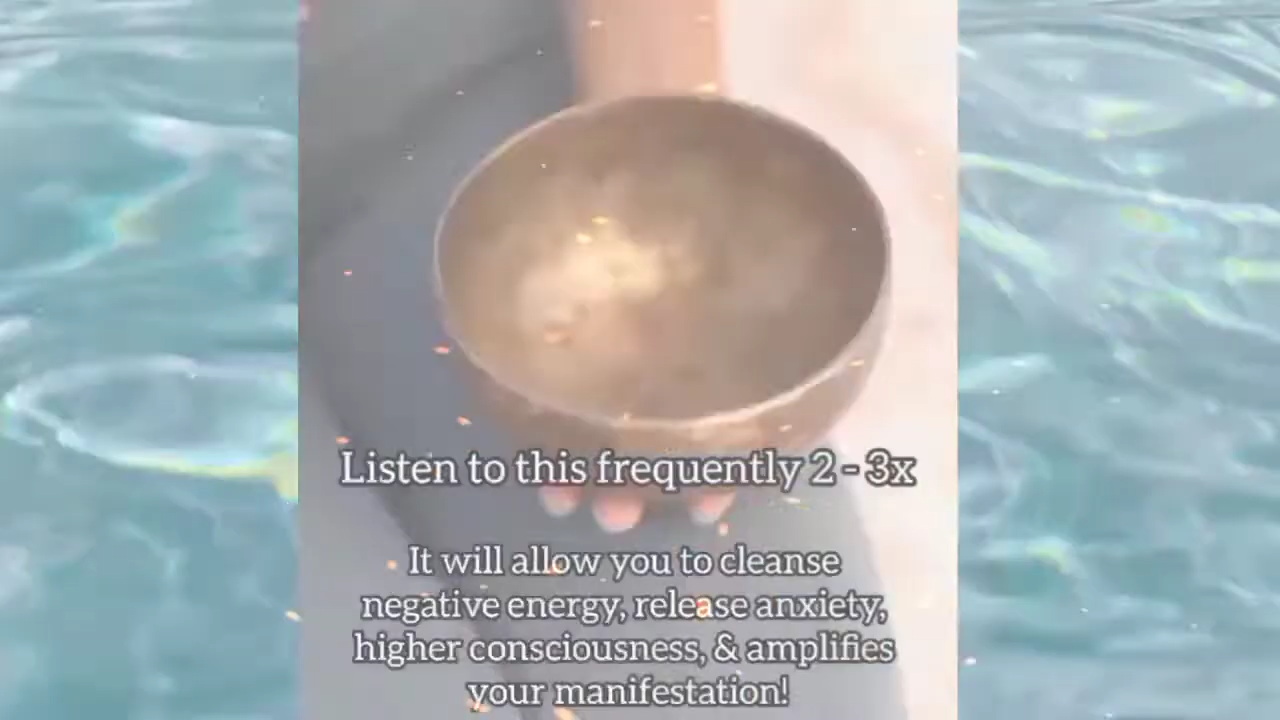 Listen to this frequently 2 - 3x
It will allow you to cleanse
negative energy, release anxiety,
higher consciousness, & amplifies
your manifestation!